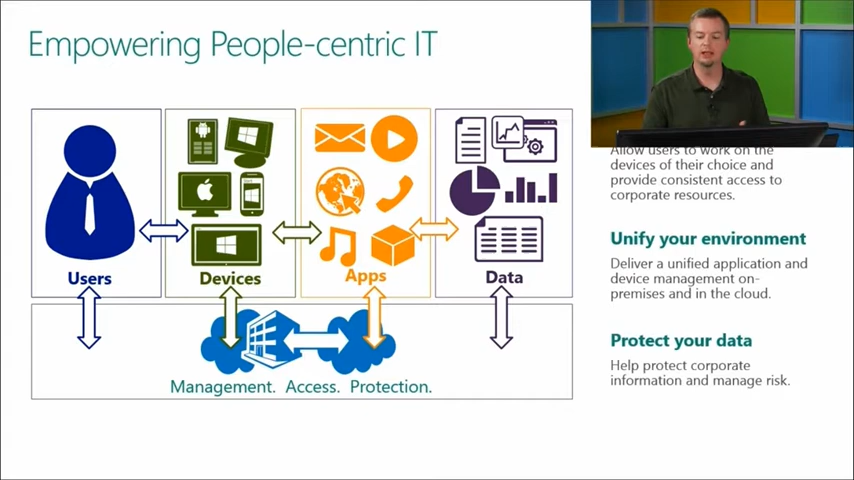 Empowering People-centric IT
Users
Devices
Apps
Data
Management. Access. Protection.
Allow users to work on the
devices of their choice and
provide consistent access to
corporate resources.
Unify your environment
Deliver a unified application and
device management on-
premises and in the cloud.
Protect your data
Help protect corporate
information and manage risk.